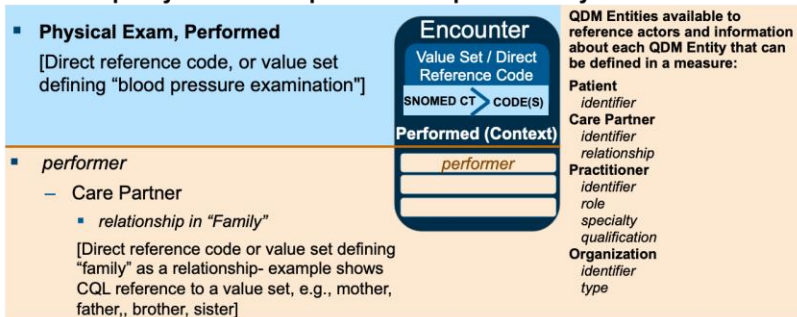 ▪ Physical Exam, Performed
[Direct reference code, or value set
defining “blood pressure examination"]
▪ performer
– Care Partner
▪ relationship in “Family”
[Direct reference code or value set defining
“family” as a relationship- example shows
CQL reference to a value set, e.g., mother,
father,, brother, sister]
Encounter
Value Set / Direct
Reference Code
SNOMED CT CODE(S)
Performed (Context)
performer
QDM Entities available to
reference actors and information
about each QDM Entity that can
be defined in a measure:
Patient
identifier
Care Partner
identifier
relationship
Practitioner
identifier
role
specialty
qualification
Organization
identifier
type